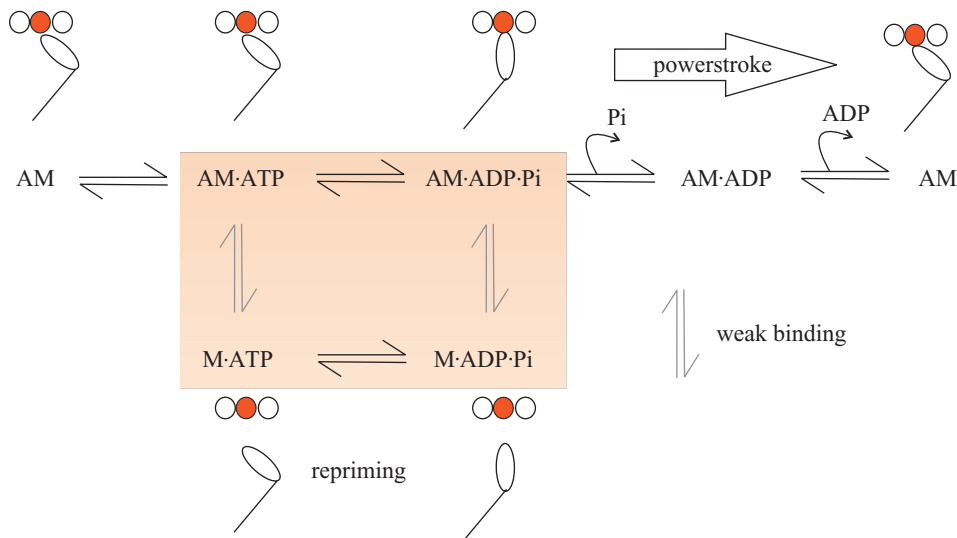 powerstroke
Pi
ADP
AM
AM·ATP
AM·ADP·Pi
AM·ADP
AM
weak binding
M·ATP
M·ADP·Pi
repriming